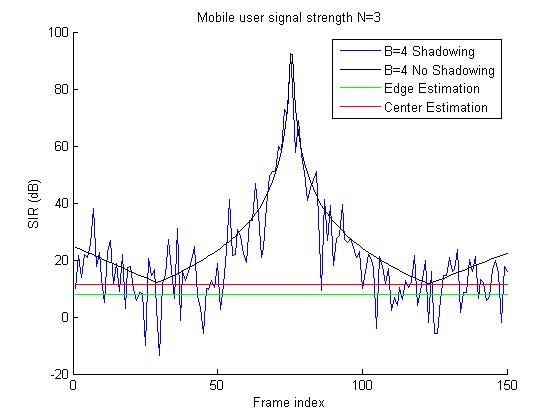 Mobile user signal strength N=3
100
80
60
40
20
0
-20
SIR (dB)
B=4 Shadowing
B=4 No Shadowing
Edge Estimation
Center Estimation
0 50 100 150
Frame index